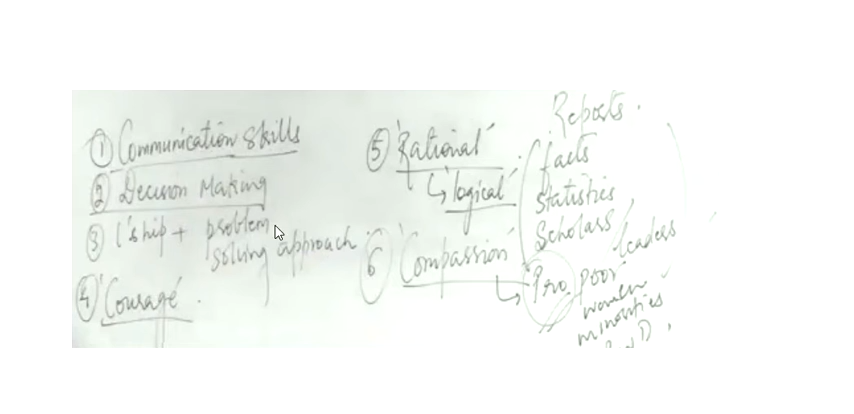 ① Communication Skills
② Decision Making
③ L'ship + problem
solving approach
④ 'Courage'.
⑤ 'Rational'
↳ 'logical'
⑥ 'Compassion'
Reports.
facts
Statistics
Scholars /
leaders
↳ 'Pro. poor'
women
minorities